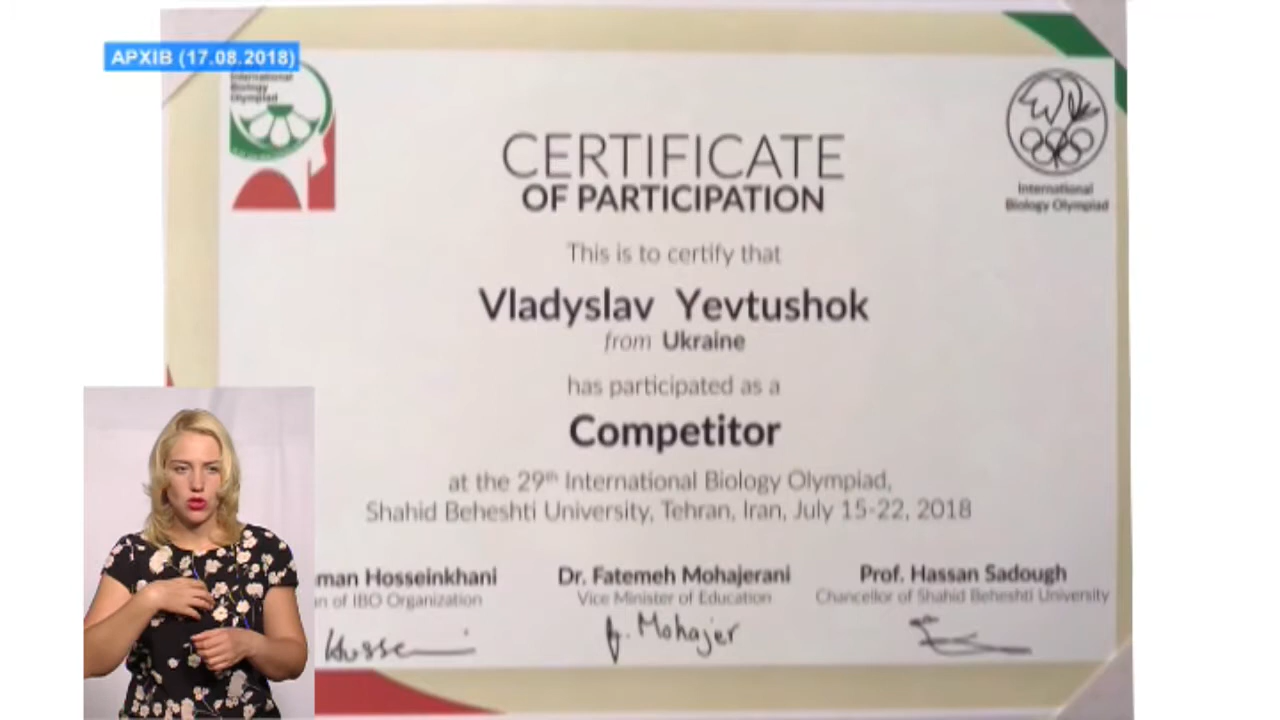 АРХІВ (17.08.2018)
International
Biology
Olympiad
International
Biology Olympiad
CERTIFICATE
OF PARTICIPATION
This is to certify that
Vladyslav Yevtushok
from Ukraine
has participated as a
Competitor
at the 29th International Biology Olympiad,
Shahid Beheshti University, Tehran, Iran, July 15-22, 2018
man Hosseinkhani
n of IBO Organization
Dr. Fatemeh Mohajerani
Vice Minister of Education
f. Mohajer
Prof. Hassan Sadough
Chancellor of Shahid Beheshti University